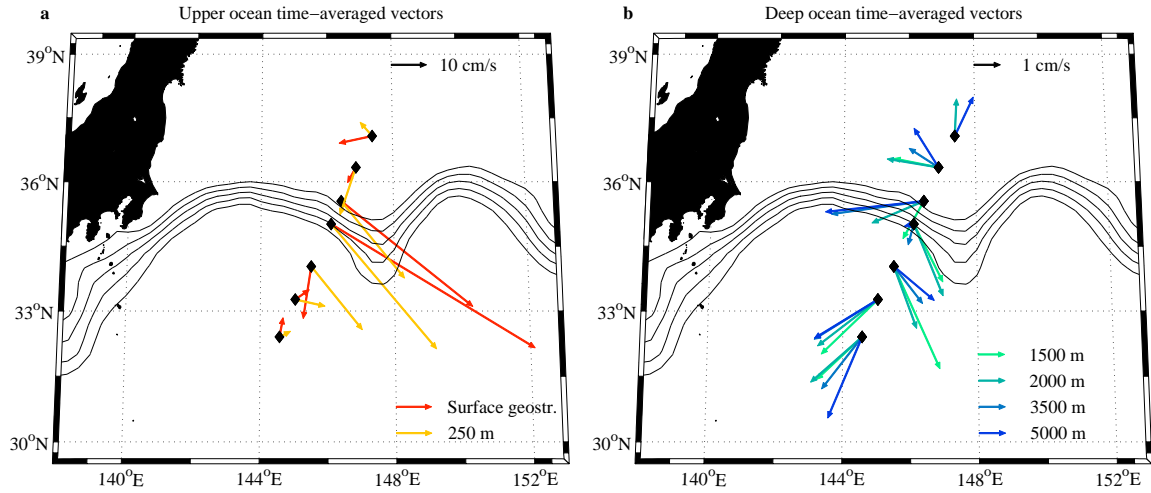 a Upper ocean time−averaged vectors
39°N
10 cm/s
36°N
33°N
Surface geostr.
250 m
30°N
140°E 144°E 148°E 152°E
b Deep ocean time−averaged vectors
39°N
1 cm/s
36°N
33°N
1500 m
2000 m
3500 m
5000 m
30°N
140°E 144°E 148°E 152°E